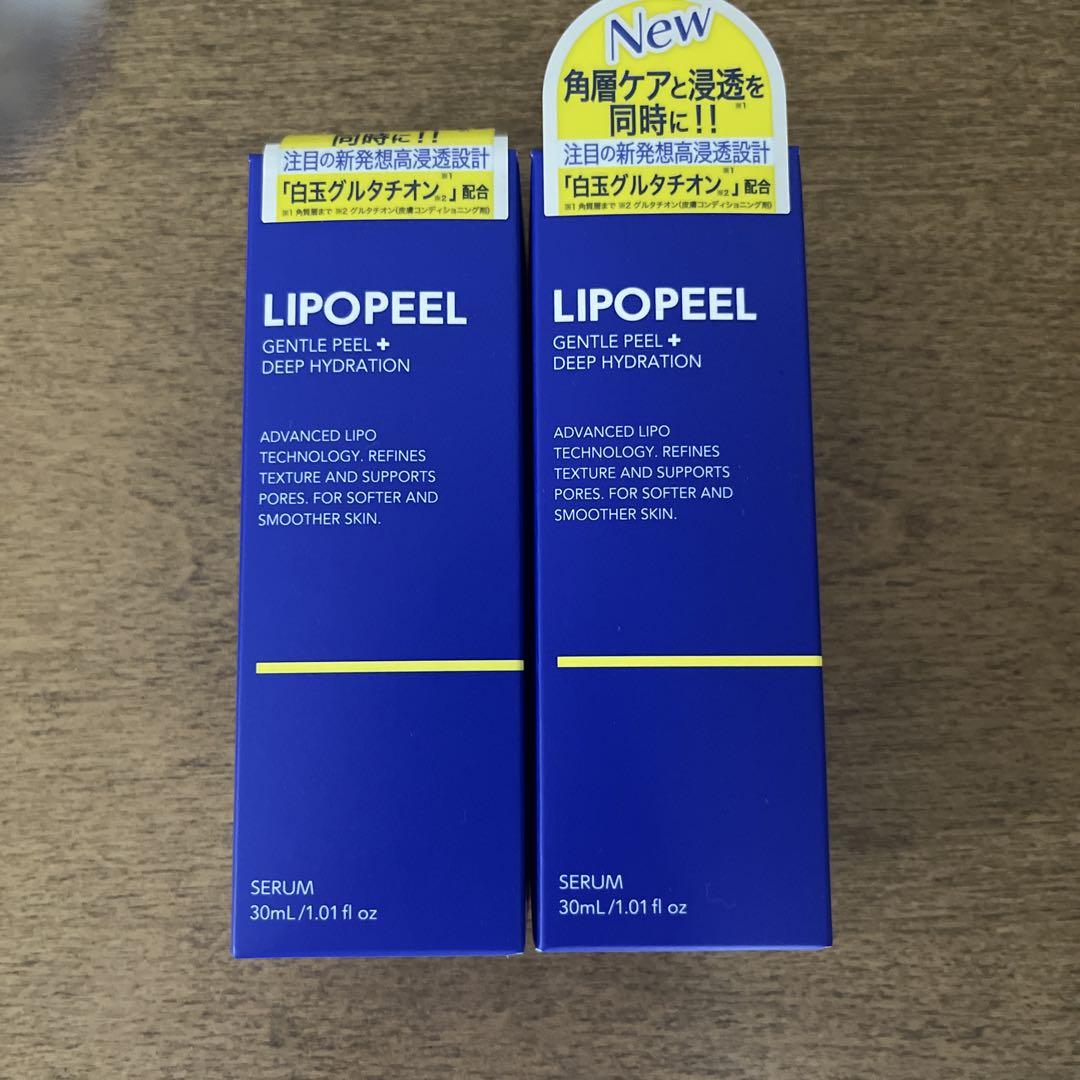 同時に!!
注目の新発想高浸透設計
「白玉グルタチオン※1※2」配合
※1 角質層まで ※2 グルタチオン(皮膚コンディショニング剤)
LIPOPEEL
GENTLE PEEL +
DEEP HYDRATION
ADVANCED LIPO
TECHNOLOGY. REFINES
TEXTURE AND SUPPORTS
PORES. FOR SOFTER AND
SMOOTHER SKIN.
SERUM
30mL/1.01 fl oz
New
角層ケアと浸透を※1
同時に!!
注目の新発想高浸透設計
「白玉グルタチオン※1※2」配合
※1 角質層まで ※2 グルタチオン(皮膚コンディショニング剤)
LIPOPEEL
GENTLE PEEL +
DEEP HYDRATION
ADVANCED LIPO
TECHNOLOGY. REFINES
TEXTURE AND SUPPORTS
PORES. FOR SOFTER AND
SMOOTHER SKIN.
SERUM
30mL/1.01 fl oz